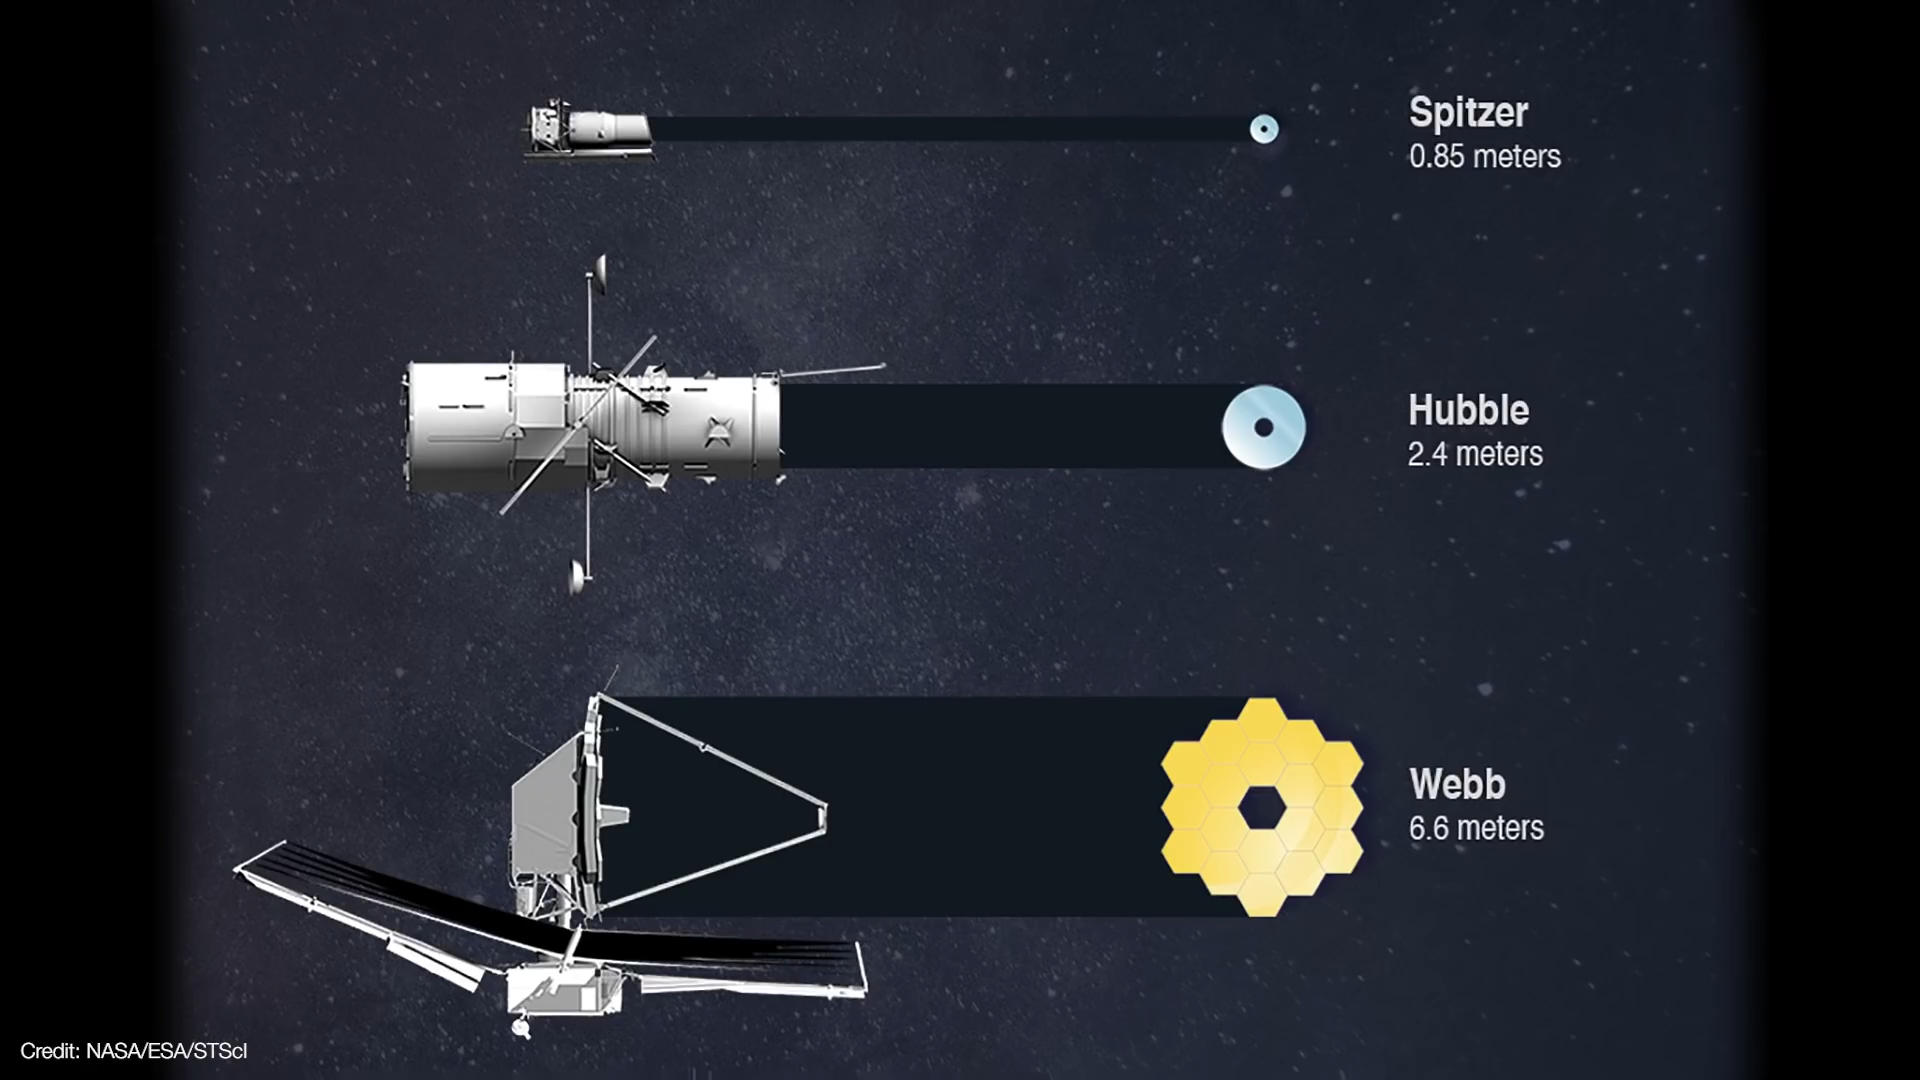 Spitzer
0.85 meters
Hubble
2.4 meters
Webb
6.6 meters
Credit: NASA/ESA/STScI